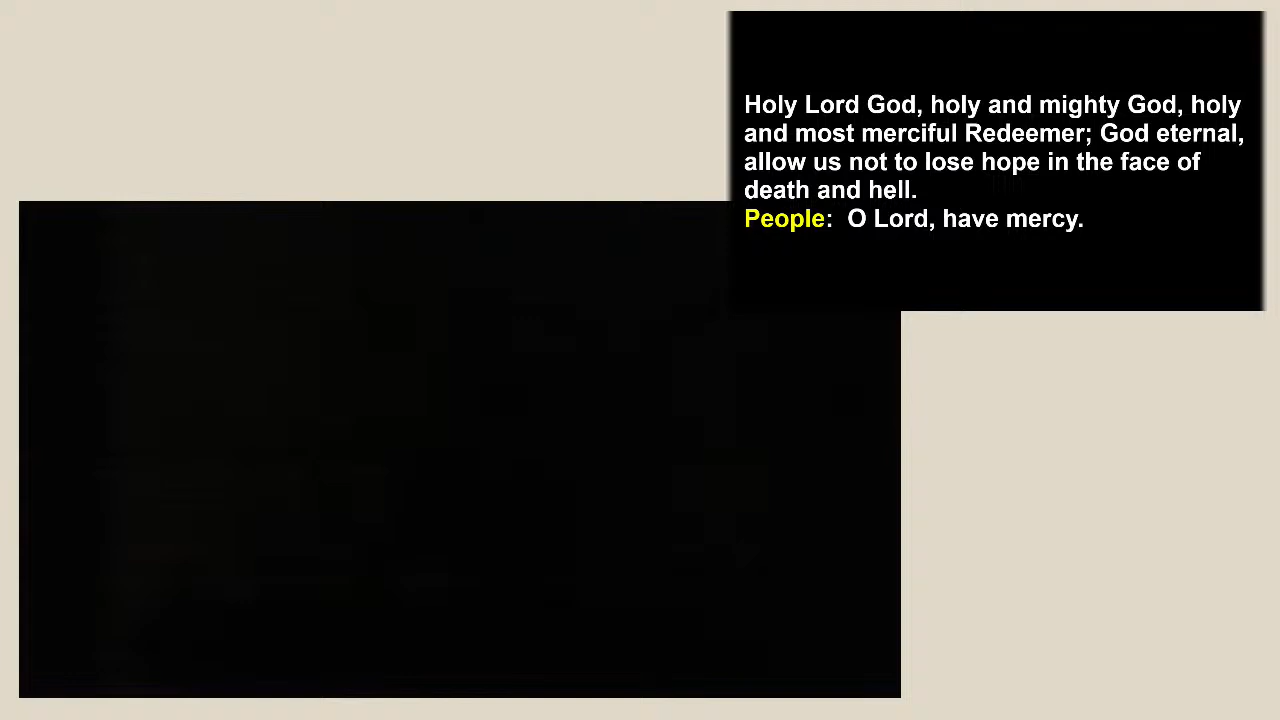 Holy Lord God, holy and mighty God, holy
and most merciful Redeemer; God eternal,
allow us not to lose hope in the face of
death and hell.
People:  O Lord, have mercy.